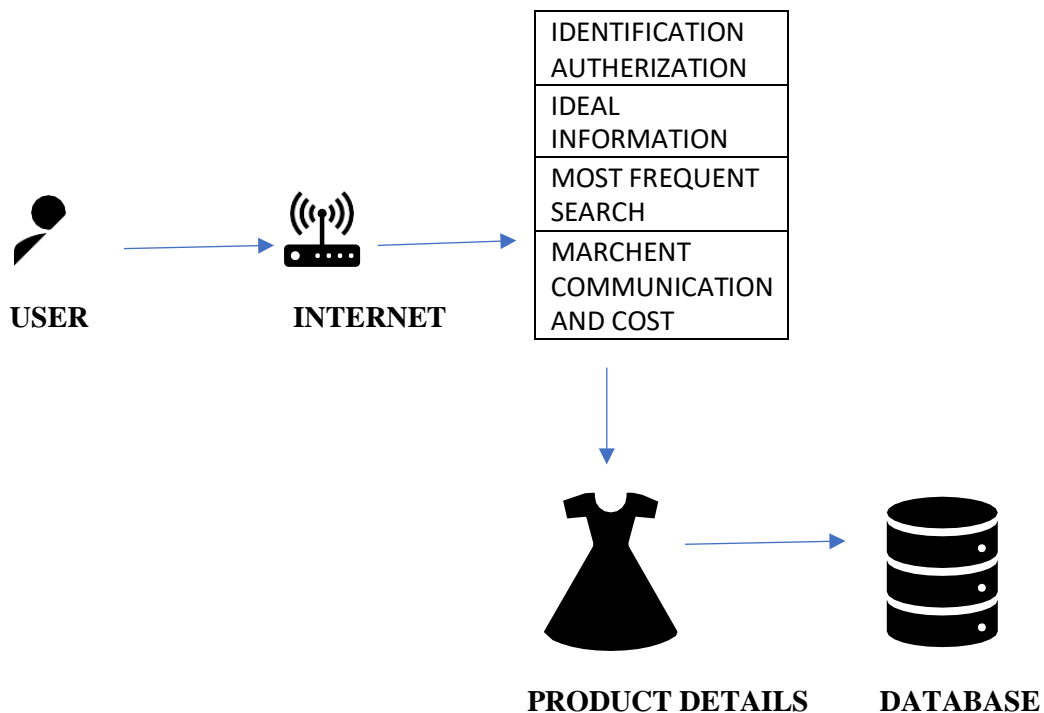 IDENTIFICATION
AUTHERIZATION
IDEAL
INFORMATION
MOST FREQUENT
SEARCH
MARCHENT
COMMUNICATION
AND COST
USER
INTERNET
PRODUCT DETAILS
DATABASE